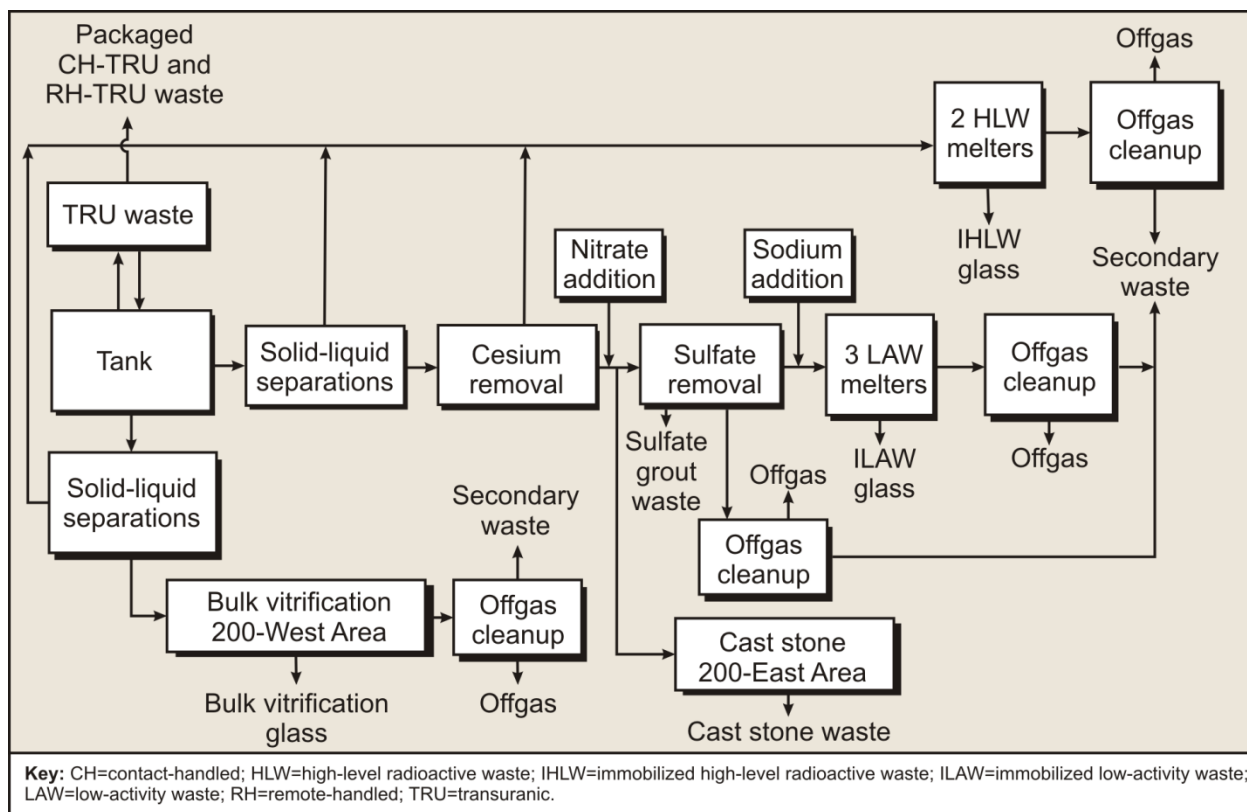 Packaged
CH-TRU and
RH-TRU waste
Offgas
2 HLW
melters
Offgas
cleanup
TRU waste
IHLW
glass
Secondary
waste
Nitrate
addition
Sodium
addition
Tank
Solid-liquid
separations
Cesium
removal
Sulfate
removal
3 LAW
melters
Offgas
cleanup
Sulfate
grout
waste
ILAW
glass
Offgas
Solid-liquid
separations
Secondary
waste
Offgas
Offgas
cleanup
Bulk vitrification
200-West Area
Offgas
cleanup
Cast stone
200-East Area
Bulk vitrification
glass
Offgas
Cast stone waste
Key: CH=contact-handled; HLW=high-level radioactive waste; IHLW=immobilized high-level radioactive waste; ILAW=immobilized low-activity waste;
LAW=low-activity waste; RH=remote-handled; TRU=transuranic.